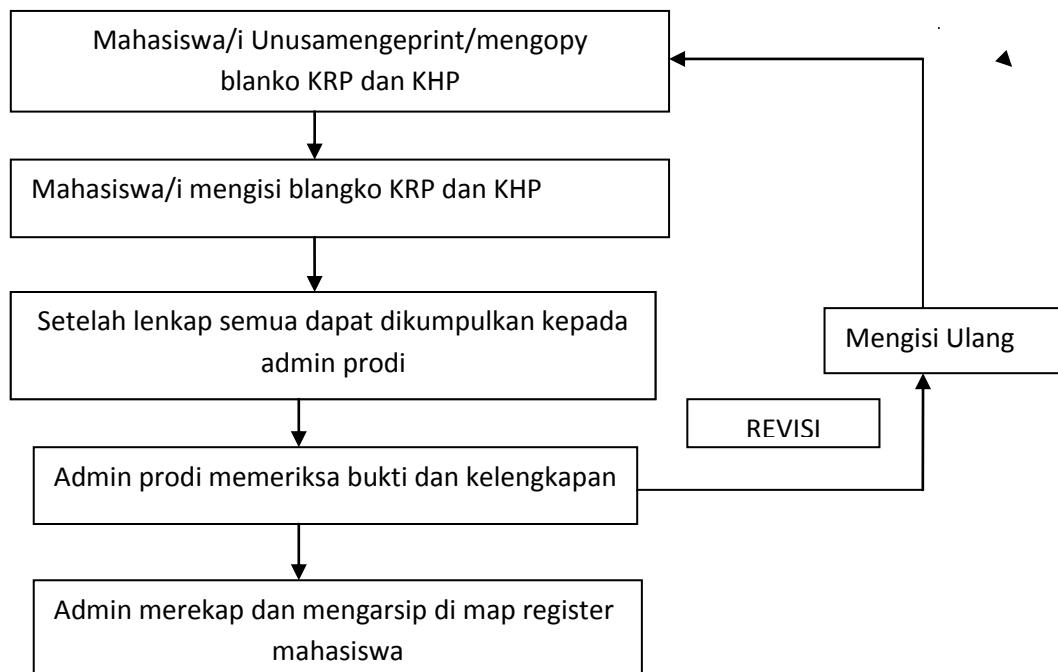 Mahasiswa/i Unusamengeprint/mengopy
blanko KRP dan KHP
Mahasiswa/i mengisi blangko KRP dan KHP
Setelah lenkap semua dapat dikumpulkan kepada
admin prodi
Mengisi Ulang
REVISI
Admin prodi memeriksa bukti dan kelengkapan
Admin merekap dan mengarsip di map register
mahasiswa